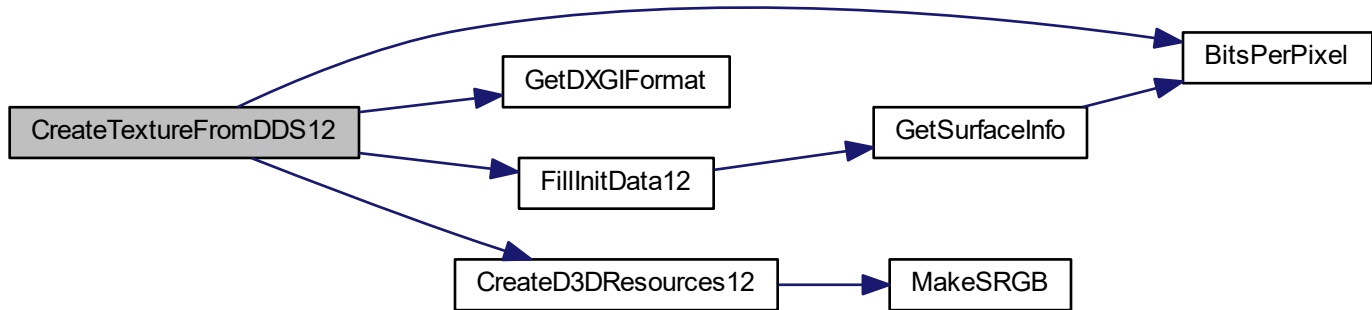 CreateTextureFromDDS12
BitsPerPixel
GetDXGIFormat
FillInitData12
GetSurfaceInfo
CreateD3DResources12
MakeSRGB